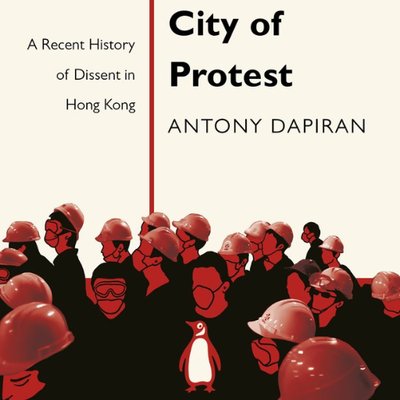 A Recent History
of Dissent in
Hong Kong
City of
Protest
ANTONY DAPIRAN